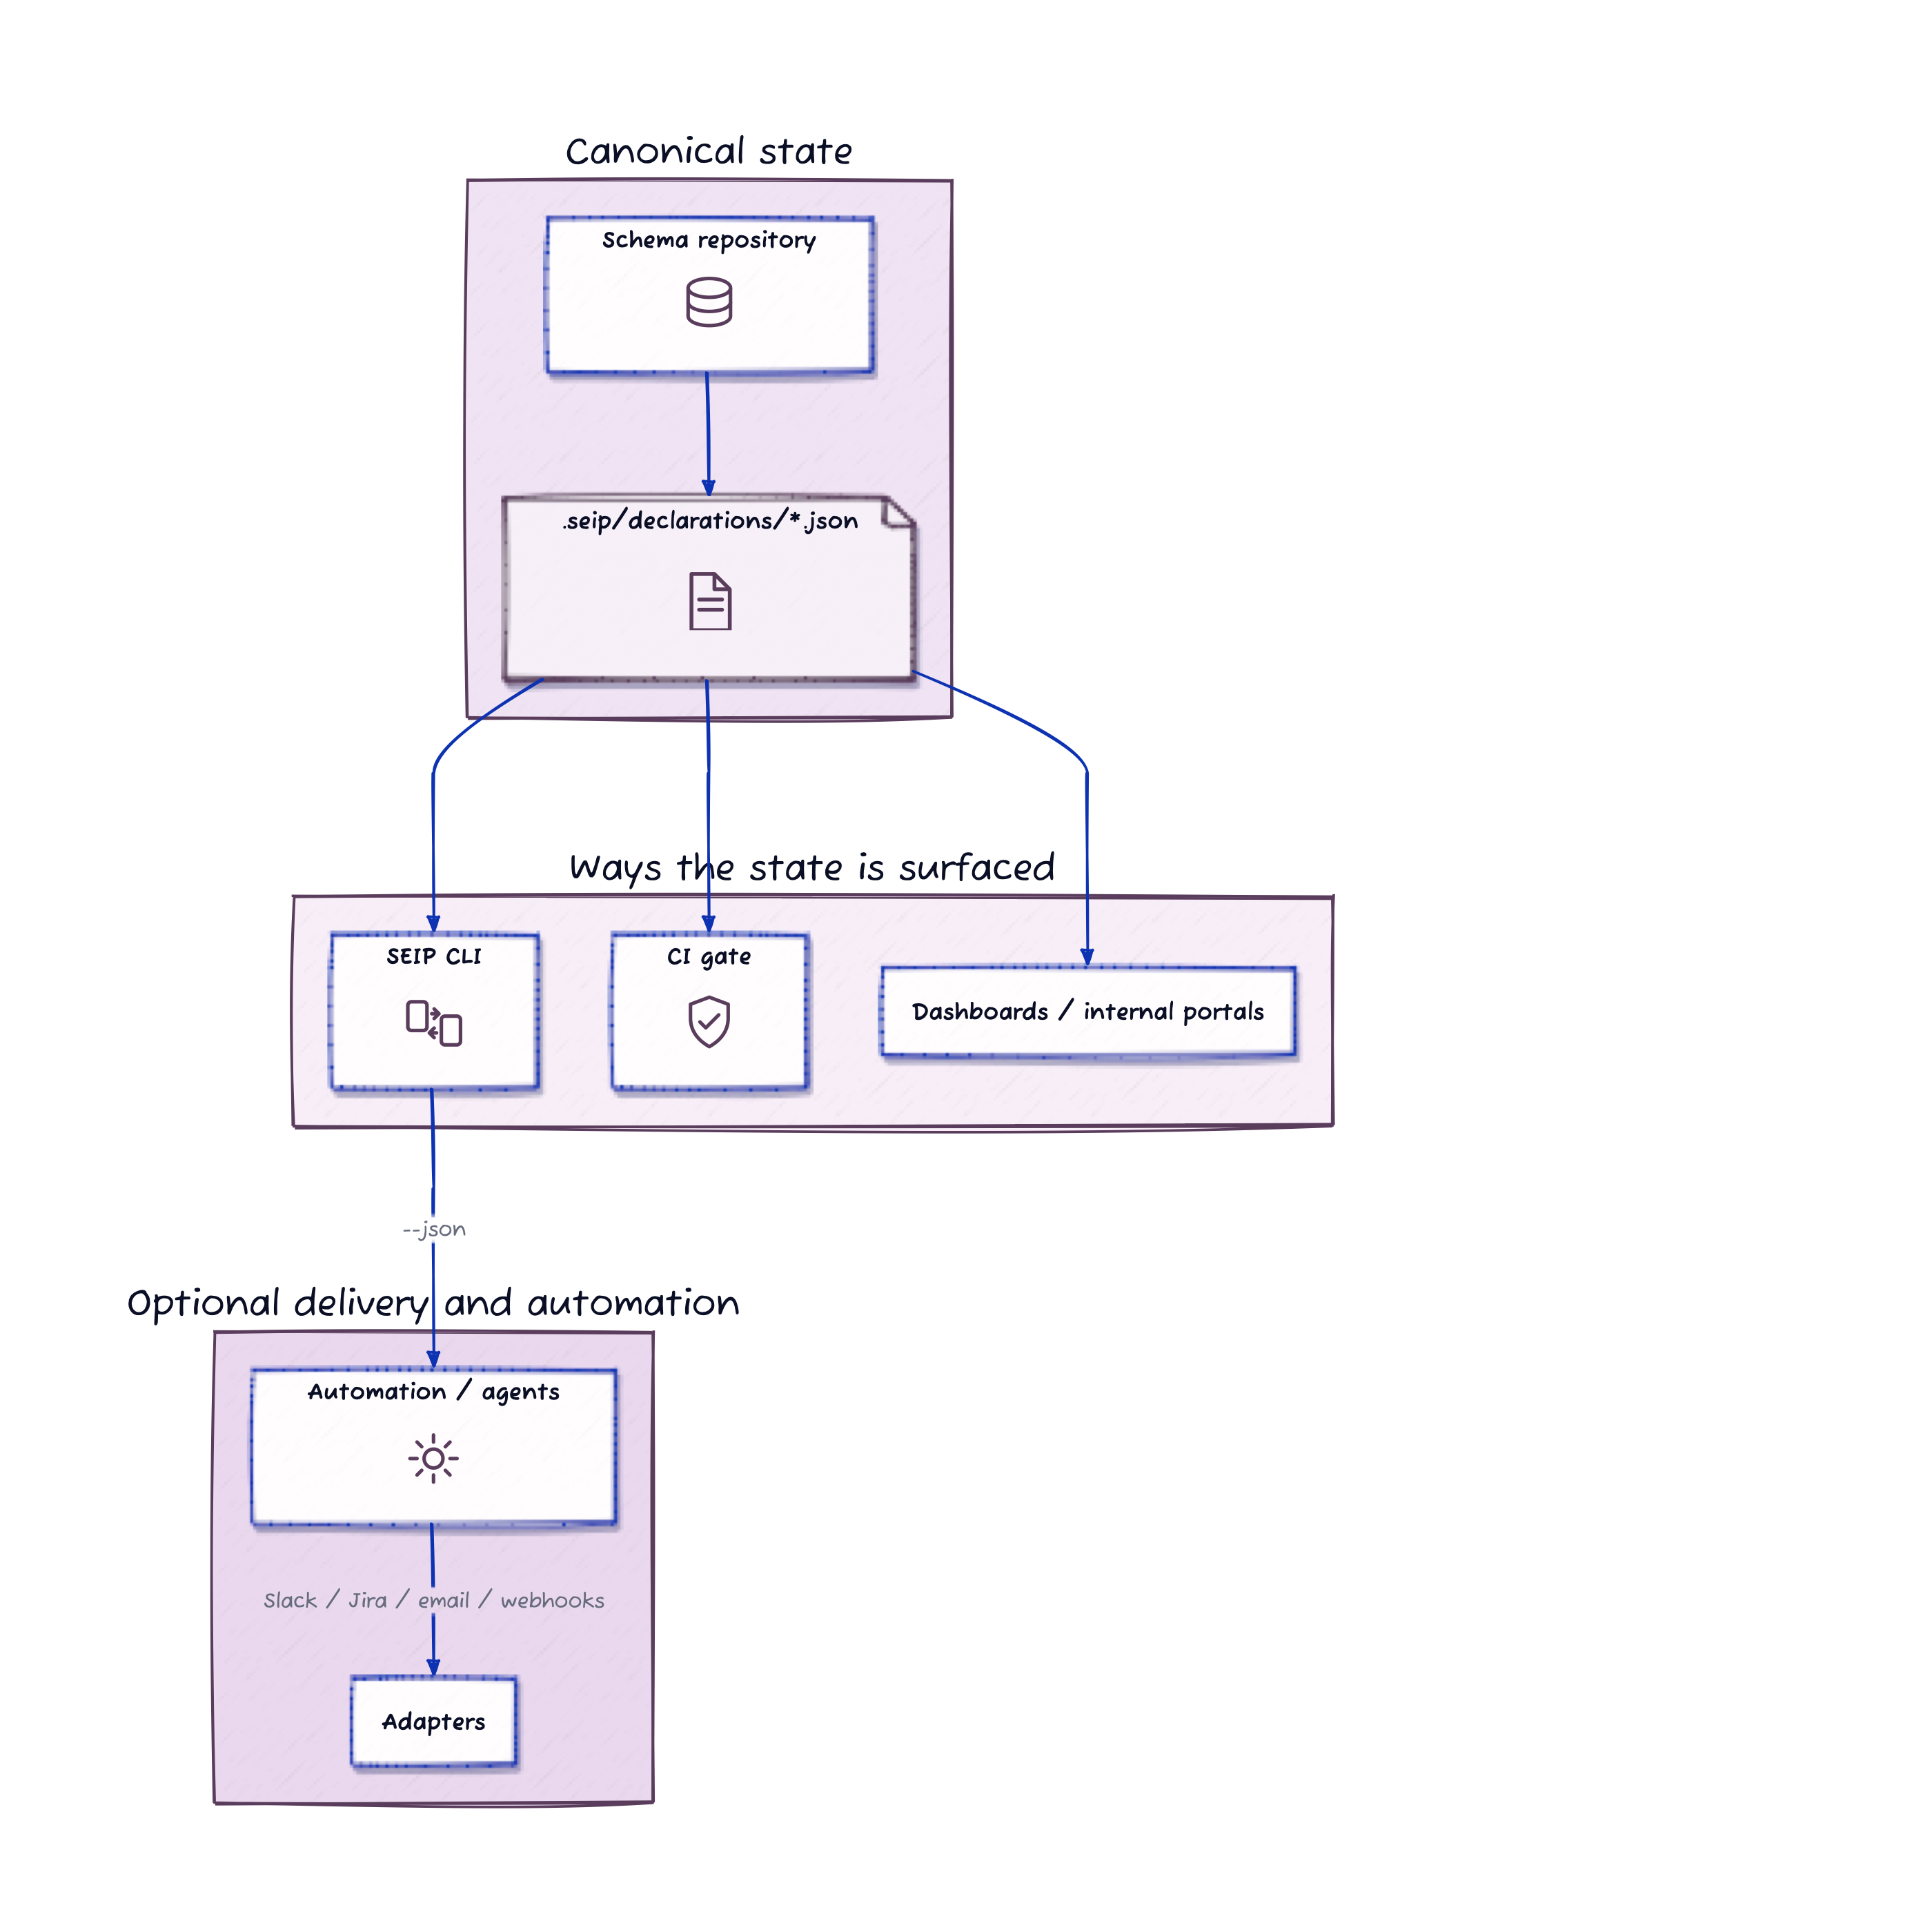 Canonical state
Schema repository
.seip/declarations/*.json
Ways the state is surfaced
SEIP CLI
CI gate
Dashboards / internal portals
--json
Optional delivery and automation
Automation / agents
Slack / Jira / email / webhooks
Adapters